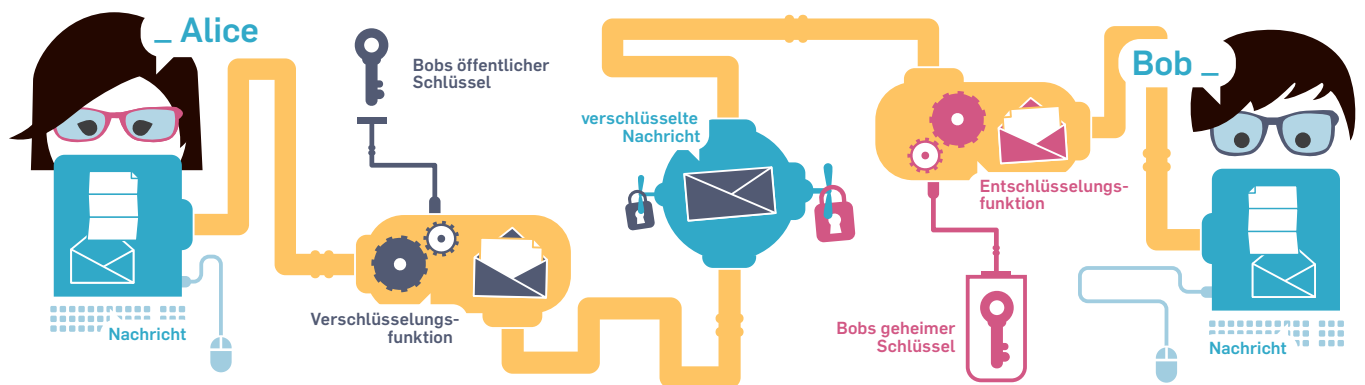 _ Alice
Bobs öffentlicher
Schlüssel
verschlüsselte
Nachricht
Bob _
Entschlüsselungs-
funktion
Verschlüsselungs-
funktion
Bobs geheimer
Schlüssel
Nachricht
Nachricht